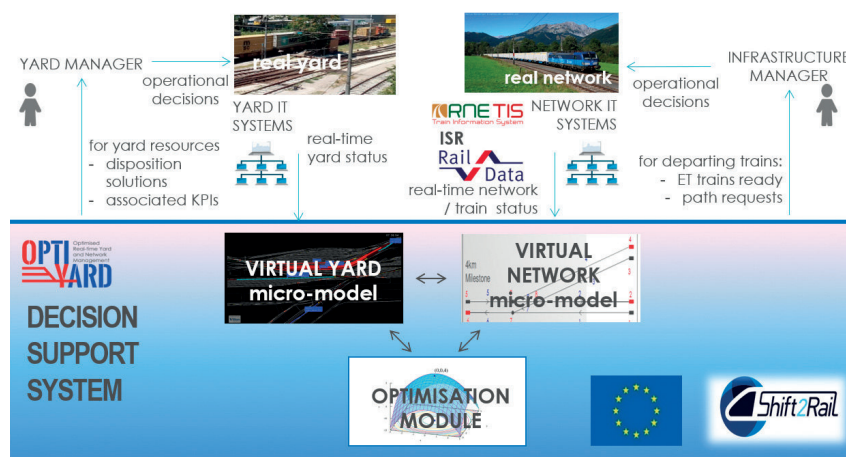 YARD MANAGER
operational
decisions
real yard
real network
operational
decisions
INFRASTRUCTURE
MANAGER
YARD IT
SYSTEMS
RNE TIS
Train Information System
NETWORK IT
SYSTEMS
for yard resources
- disposition
solutions
- associated KPIs
real-time
yard status
ISR
Rail
Data
real-time network
/ train status
for departing trains:
- ET trains ready
- path requests
OPTI
YARD
Optimised
Real-time Yard
and Network
Management
VIRTUAL YARD
micro-model
4km
Milestone
VIRTUAL
NETWORK
micro-model
DECISION
SUPPORT
SYSTEM
OPTIMISATION
MODULE
Shift2Rail